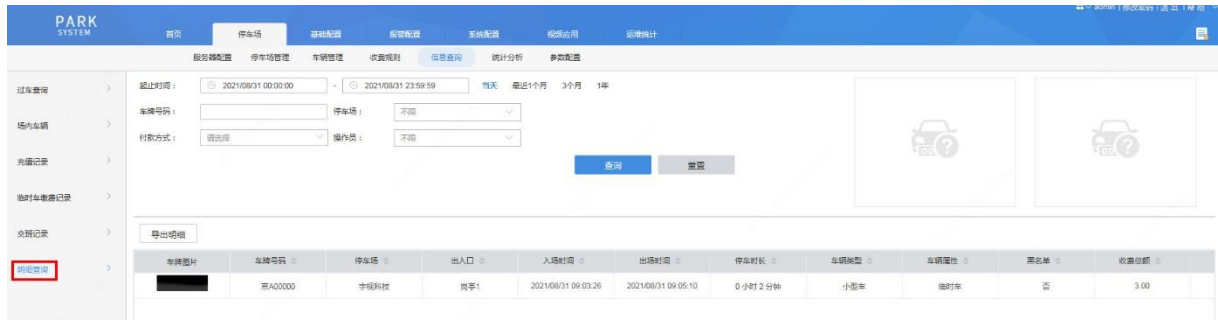 admin | 修改密码 | 退出 | 帮助
PARK
SYSTEM
首页 停车场 基础配置 报警配置 系统配置 视频应用 运维统计
服务器配置 停车场管理 车辆管理 收费规则 信息查询 统计分析 参数配置
过车查询
场内车辆
充值记录
临时车缴费记录
交班记录
明细查询
起止时间： 2021/08/31 00:00:00 - 2021/08/31 23:59:59 当天 最近1个月 3个月 1年
车牌号码： 停车场： 不限
付款方式： 请选择 操作员： 不限
查询 重置
导出明细
车牌图片 车牌号码 停车场 出入口 入场时间 出场时间 停车时长 车辆类型 车辆属性 黑名单 收费总额
京A00000 宇视科技 岗亭1 2021/08/31 09:03:26 2021/08/31 09:05:10 0 小时 2 分钟 小型车 临时车 否 3.00